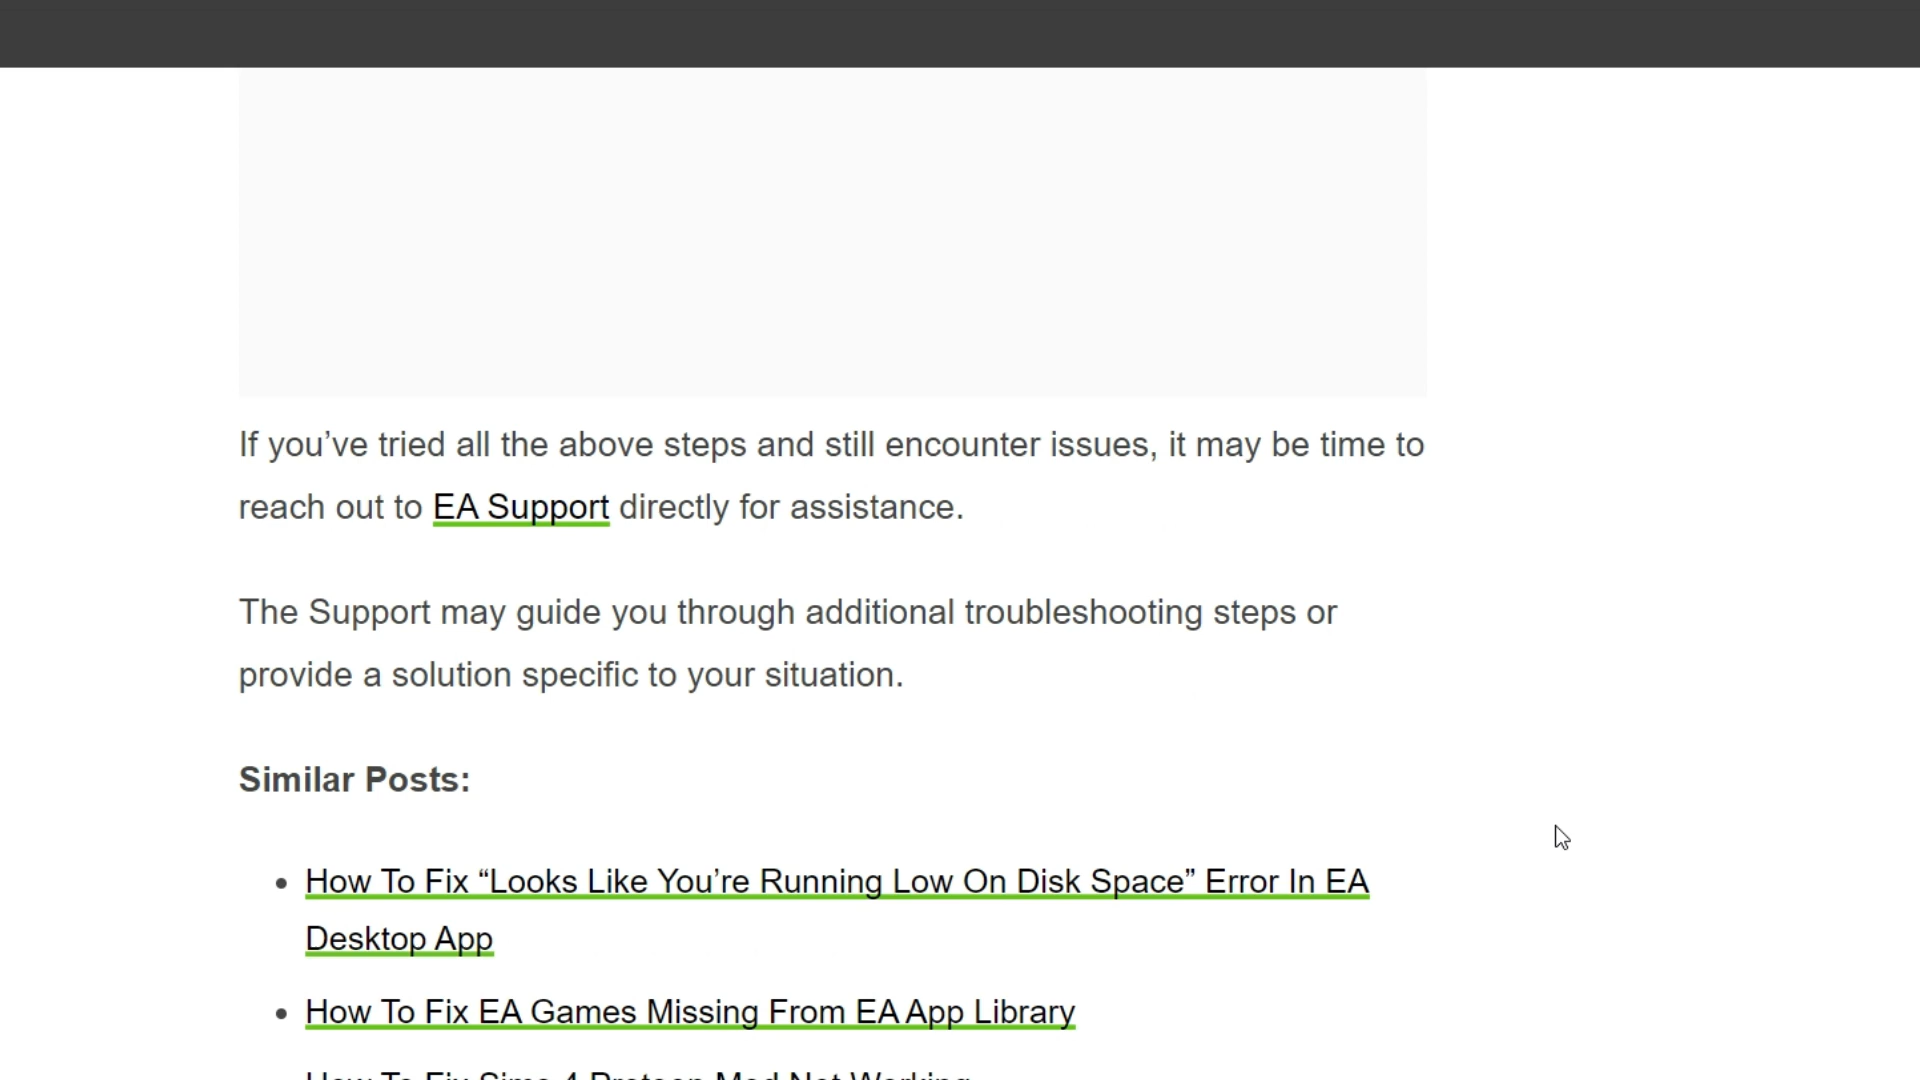 If you’ve tried all the above steps and still encounter issues, it may be time to
reach out to EA Support directly for assistance.
The Support may guide you through additional troubleshooting steps or
provide a solution specific to your situation.
Similar Posts:
How To Fix “Looks Like You’re Running Low On Disk Space” Error In EA
Desktop App
How To Fix EA Games Missing From EA App Library
How To Fix Sims 4 Preteen Mod Not Working